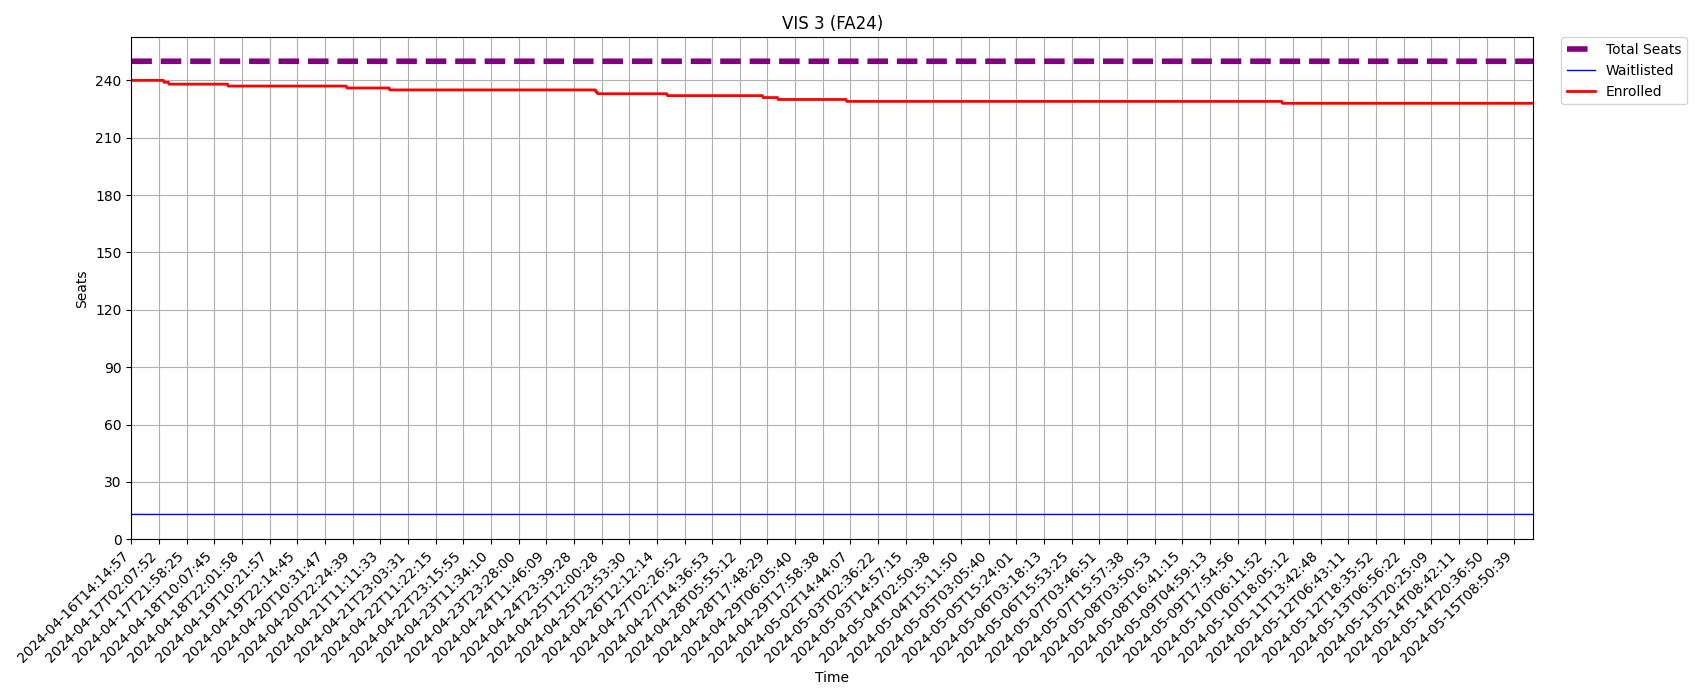 VIS 3 (FA24)
Total Seats
Waitlisted
Enrolled
Seats
240
210
180
150
120
90
60
30
0
2024-04-16T14:14:57
2024-04-17T02:07:52
2024-04-17T21:58:25
2024-04-18T10:07:45
2024-04-18T22:01:58
2024-04-19T10:21:57
2024-04-19T22:14:45
2024-04-20T10:31:47
2024-04-20T22:24:39
2024-04-21T11:11:33
2024-04-21T23:03:31
2024-04-22T11:22:15
2024-04-22T23:15:55
2024-04-23T11:34:10
2024-04-23T23:28:00
2024-04-24T11:46:09
2024-04-24T23:39:28
2024-04-25T12:00:28
2024-04-25T23:53:30
2024-04-26T12:12:14
2024-04-27T02:26:52
2024-04-27T14:36:53
2024-04-28T05:55:12
2024-04-28T17:48:29
2024-04-29T06:05:40
2024-04-29T17:58:38
2024-05-02T14:44:07
2024-05-03T02:36:22
2024-05-03T14:57:15
2024-05-04T02:50:38
2024-05-04T15:11:50
2024-05-05T03:05:40
2024-05-05T15:24:01
2024-05-06T03:18:13
2024-05-06T15:53:25
2024-05-07T03:46:51
2024-05-07T15:57:38
2024-05-08T03:50:53
2024-05-08T16:41:15
2024-05-09T04:59:13
2024-05-09T17:54:56
2024-05-10T06:11:52
2024-05-10T18:05:12
2024-05-11T13:42:48
2024-05-12T06:43:11
2024-05-12T18:35:52
2024-05-13T06:56:22
2024-05-13T20:25:09
2024-05-14T08:42:11
2024-05-14T20:36:50
2024-05-15T08:50:39
Time